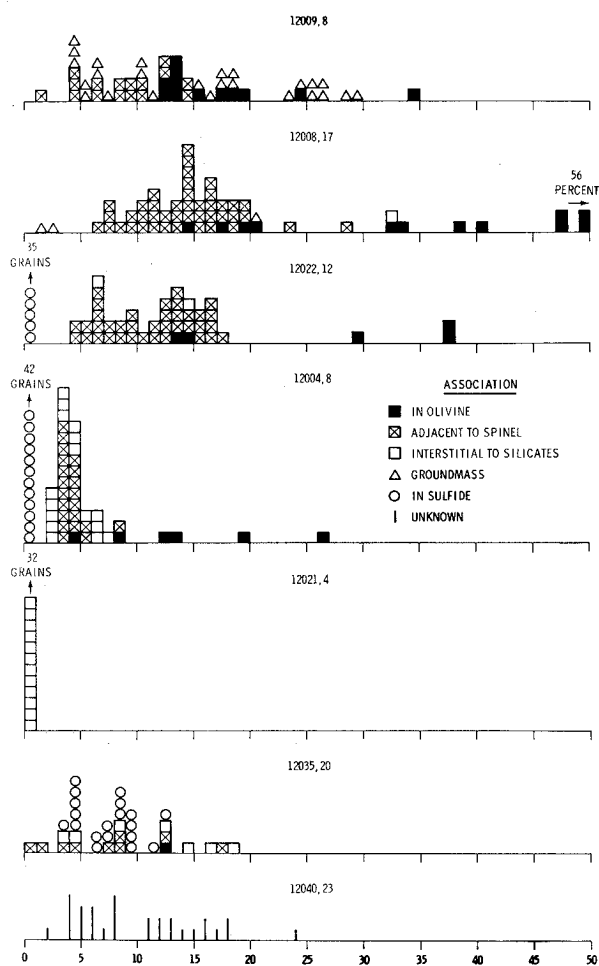 12009,8
12008,17
56
PERCENT
35
GRAINS
12022,12
42
GRAINS
12004,8
ASSOCIATION
IN OLIVINE
ADJACENT TO SPINEL
INTERSTITIAL TO SILICATES
GROUNDMASS
IN SULFIDE
UNKNOWN
32
GRAINS
12021,4
12035,20
12040,23
0 5 10 15 20 25 30 35 40 45 50